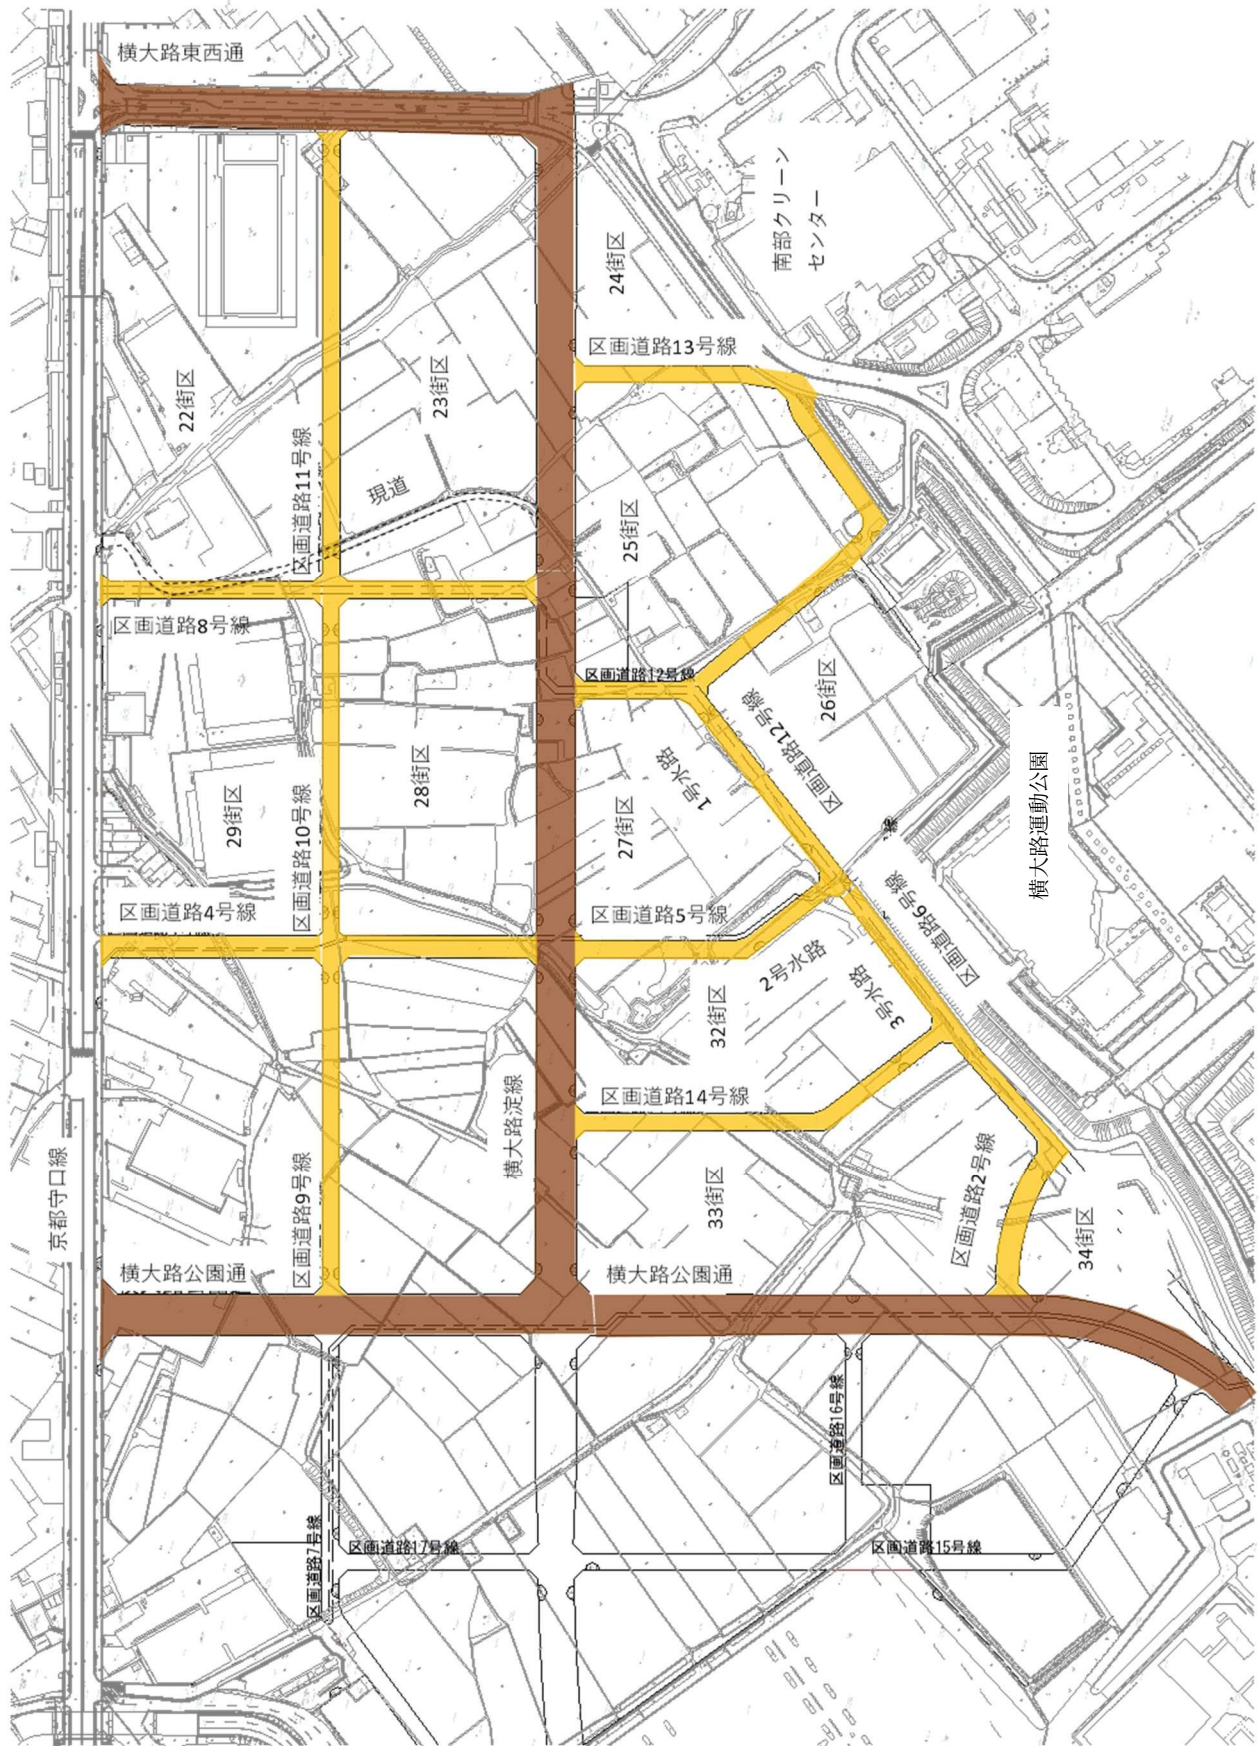 横大路東西通
南部クリーン
センター
24街区
区画道路13号線
22街区
23街区
区画道路11号線
現道
25街区
区画道路8号線
区画道路12号線
26街区
区画道路12号線
1号水路
28街区
29街区
27街区
横大路運動公園
区画道路10号線
線
区画道路4号線
区画道路5号線
区画道路6号線
2号水路
3号水路
32街区
区画道路14号線
横大路淀線
京都守口線
区画道路9号線
33街区
区画道路2号線
34街区
横大路公園通
横大路公園通
区画道路16号線
区画道路7号線
区画道路17号線
区画道路15号線